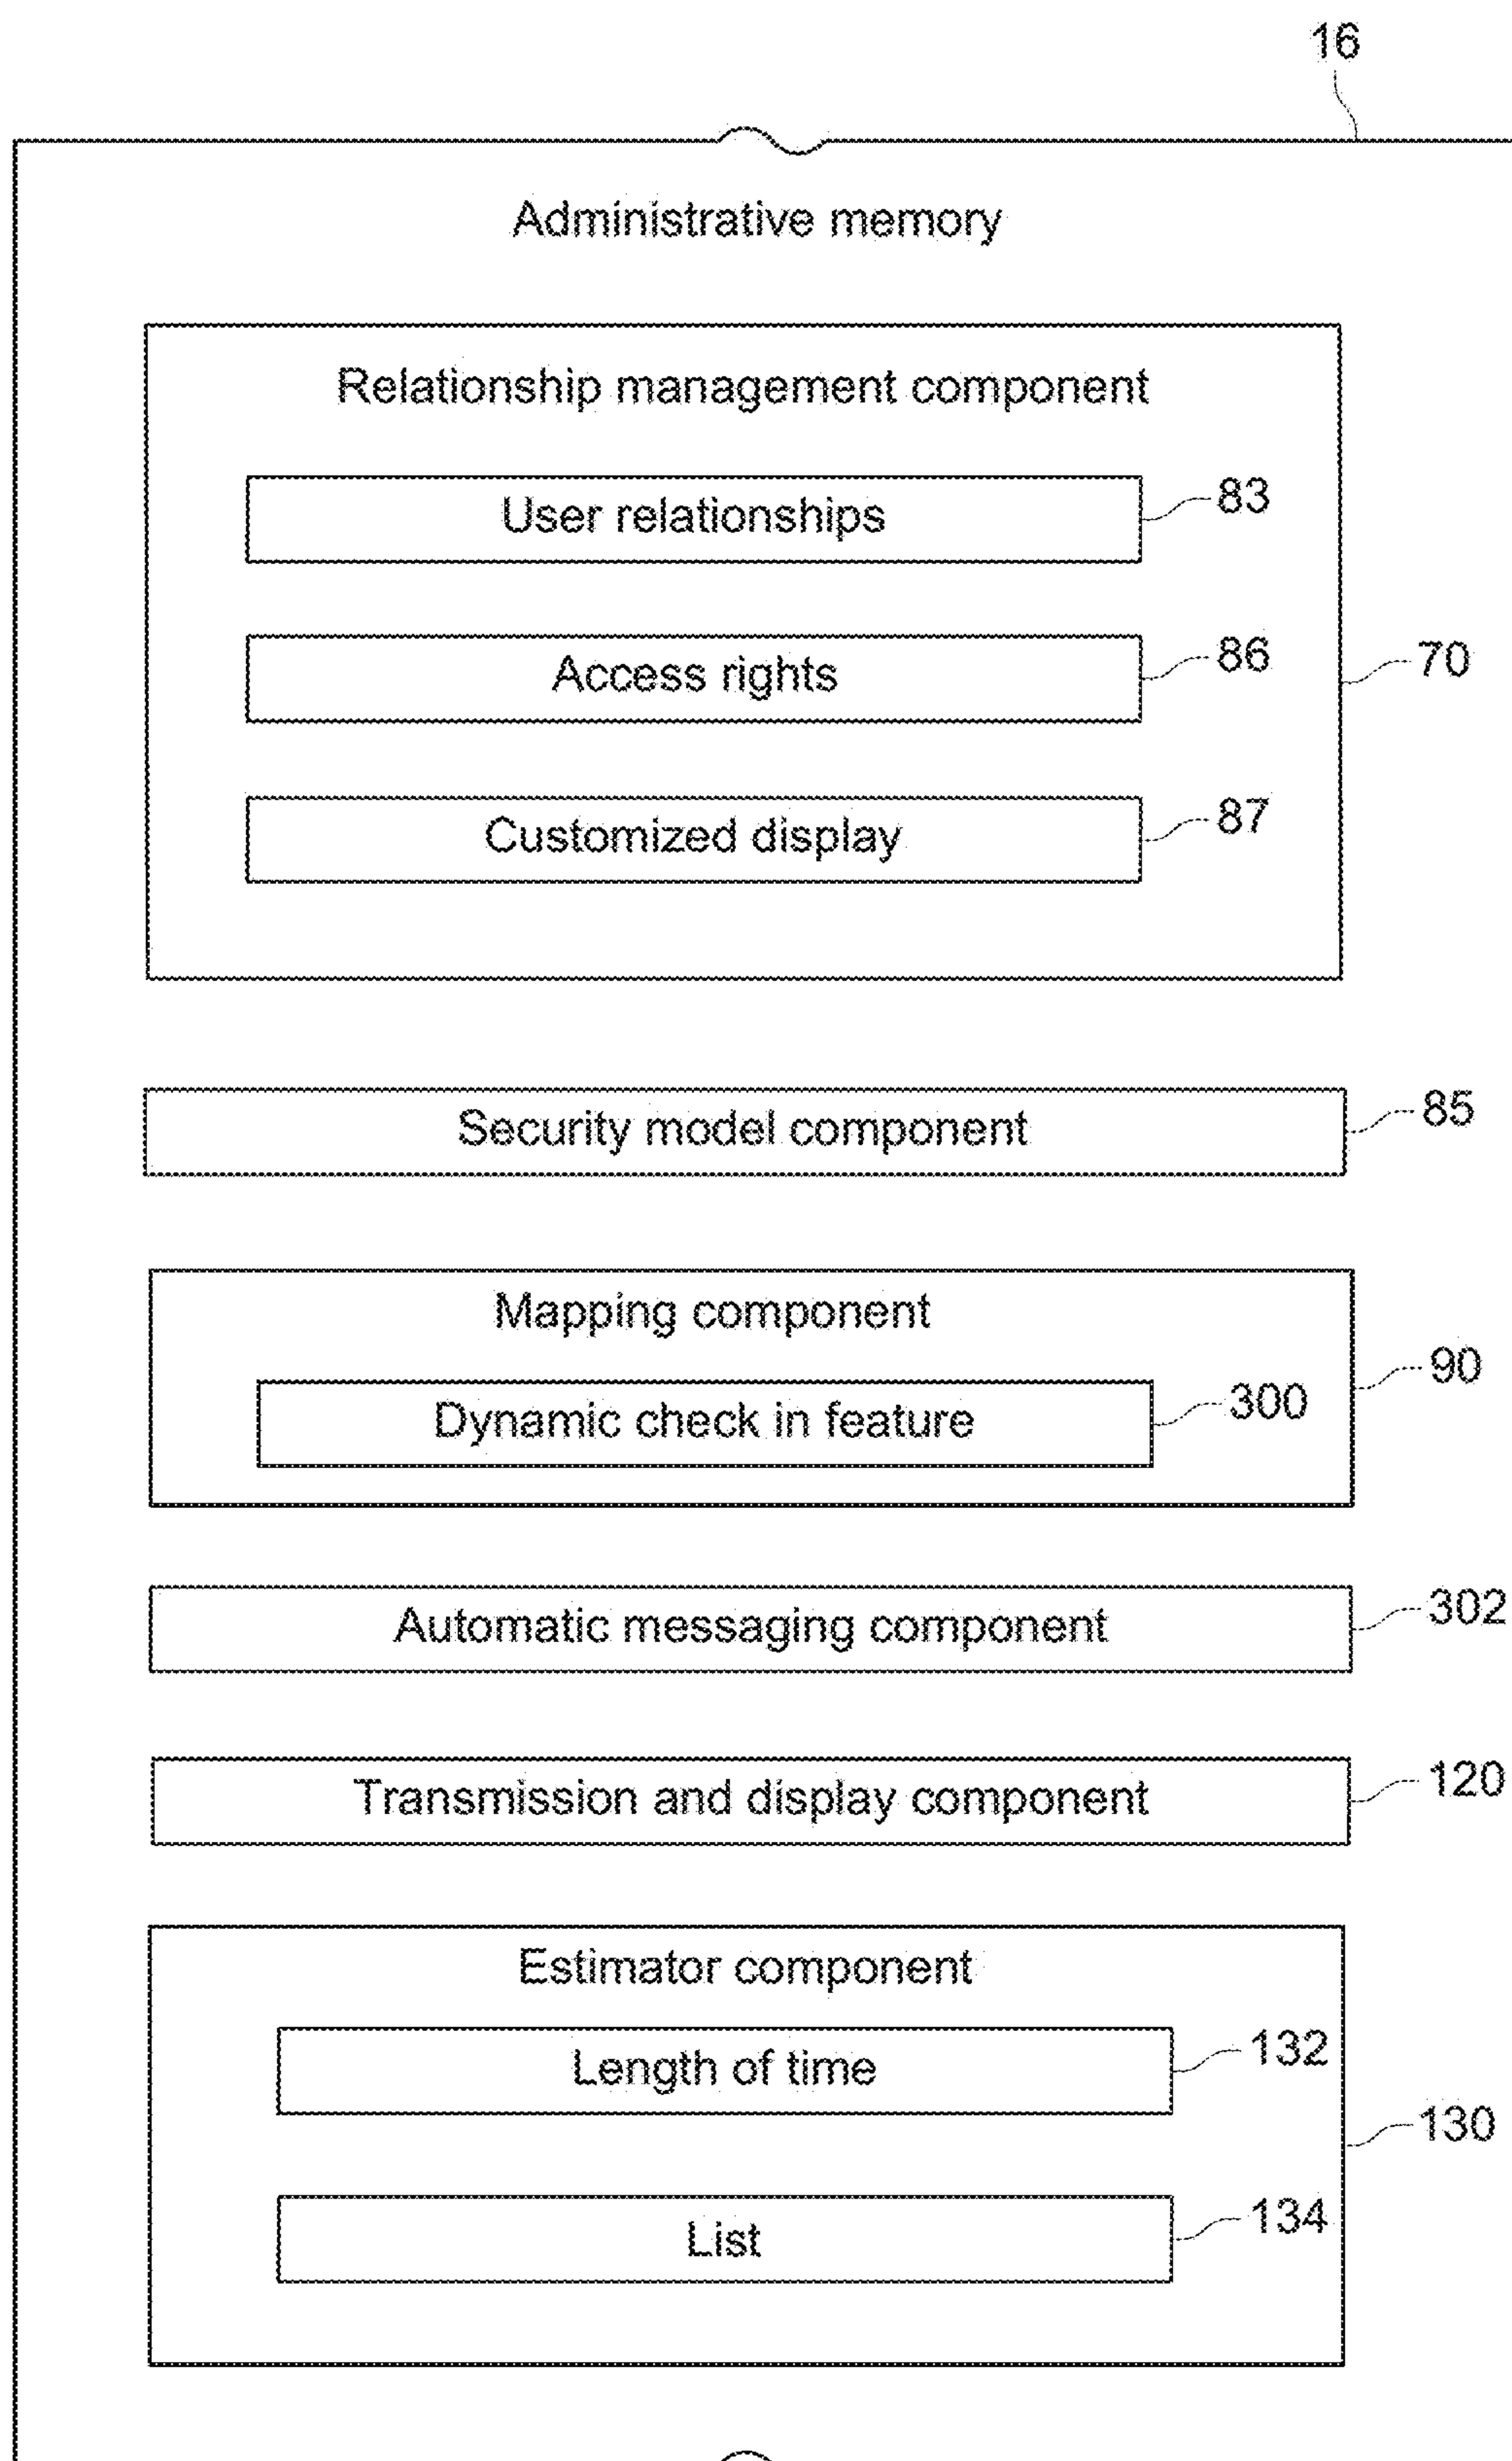 16
Administrative memory
Relationship management component
User relationships
83
Access rights
86
70
Customized display
87
Security model component
85
Mapping component
90
Dynamic check in feature
300
Automatic messaging component
302
Transmission and display component
120
Estimator component
Length of time
132
130
List
134